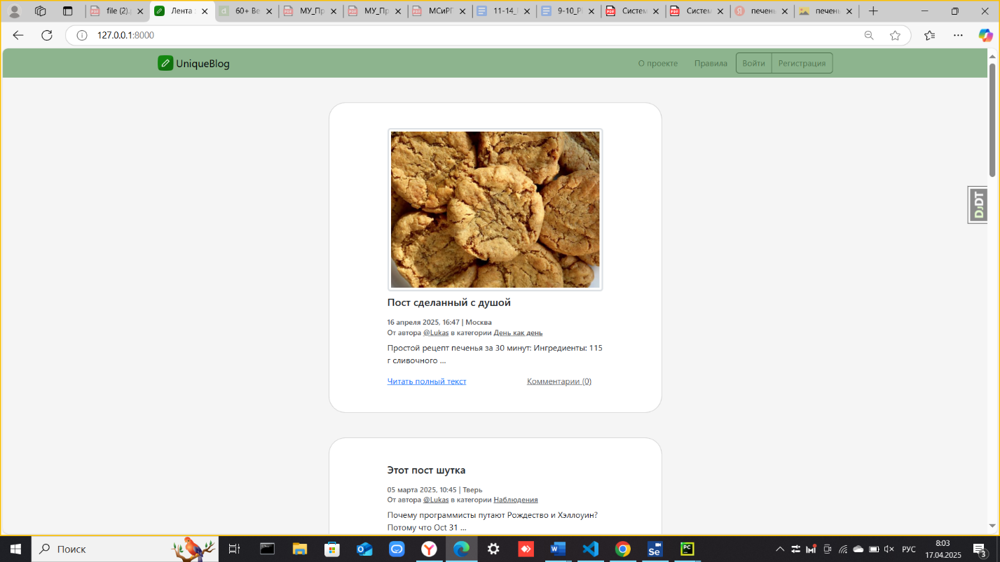 file (2).p
Лента
60+ Ве
МУ_Пр
МУ_Пр
МСиРГ
11-14_
9-10_Р
Систем
Систем
печень
печень
127.0.0.1:8000
UniqueBlog
О проекте
Правила
Войти
Регистрация
DJDT
Пост сделанный с душой
16 апреля 2025, 16:47 | Москва
От автора @Lukas в категории День как день
Простой рецепт печенья за 30 минут: Ингредиенты: 115
г сливочного ...
Читать полный текст
Комментарии (0)
Этот пост шутка
05 марта 2025, 10:45 | Тверь
От автора @Lukas в категории Наблюдения
Почему программисты путают Рождество и Хэллоуин?
Потому что Oct 31 ...
Поиск
РУС
8:03
17.04.2025
3